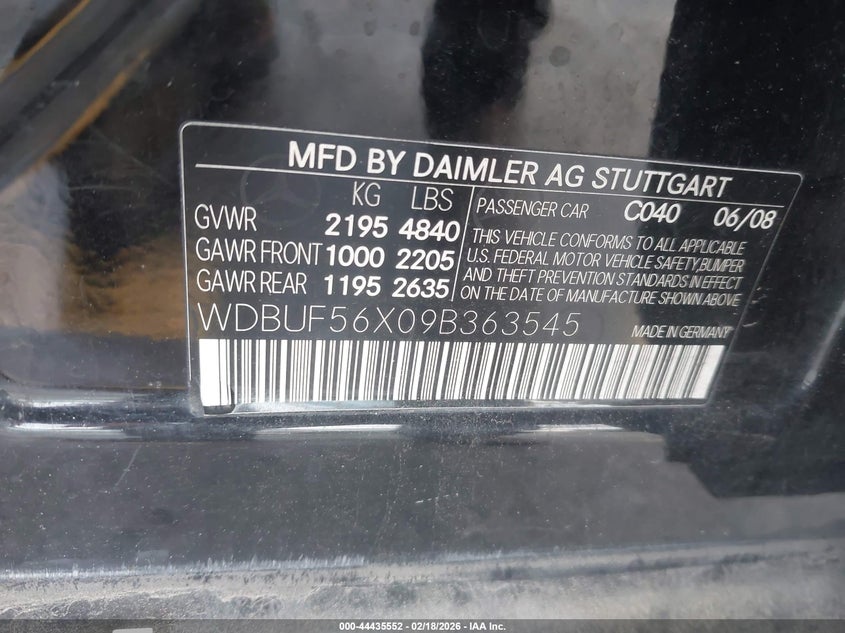 MFD BY DAIMLER AG STUTTGART
KG LBS
GVWR 2195 4840
GAWR FRONT 1000 2205
GAWR REAR 1195 2635
PASSENGER CAR C040 06/08
THIS VEHICLE CONFORMS TO ALL APPLICABLE
U.S. FEDERAL MOTOR VEHICLE SAFETY,BUMPER
AND THEFT PREVENTION STANDARDS IN EFFECT
ON THE DATE OF MANUFACTURE SHOWN ABOVE
WDBUF56X09B363545
MADE IN GERMANY
000-44435552 — 02/18/2026 — IAA Inc.